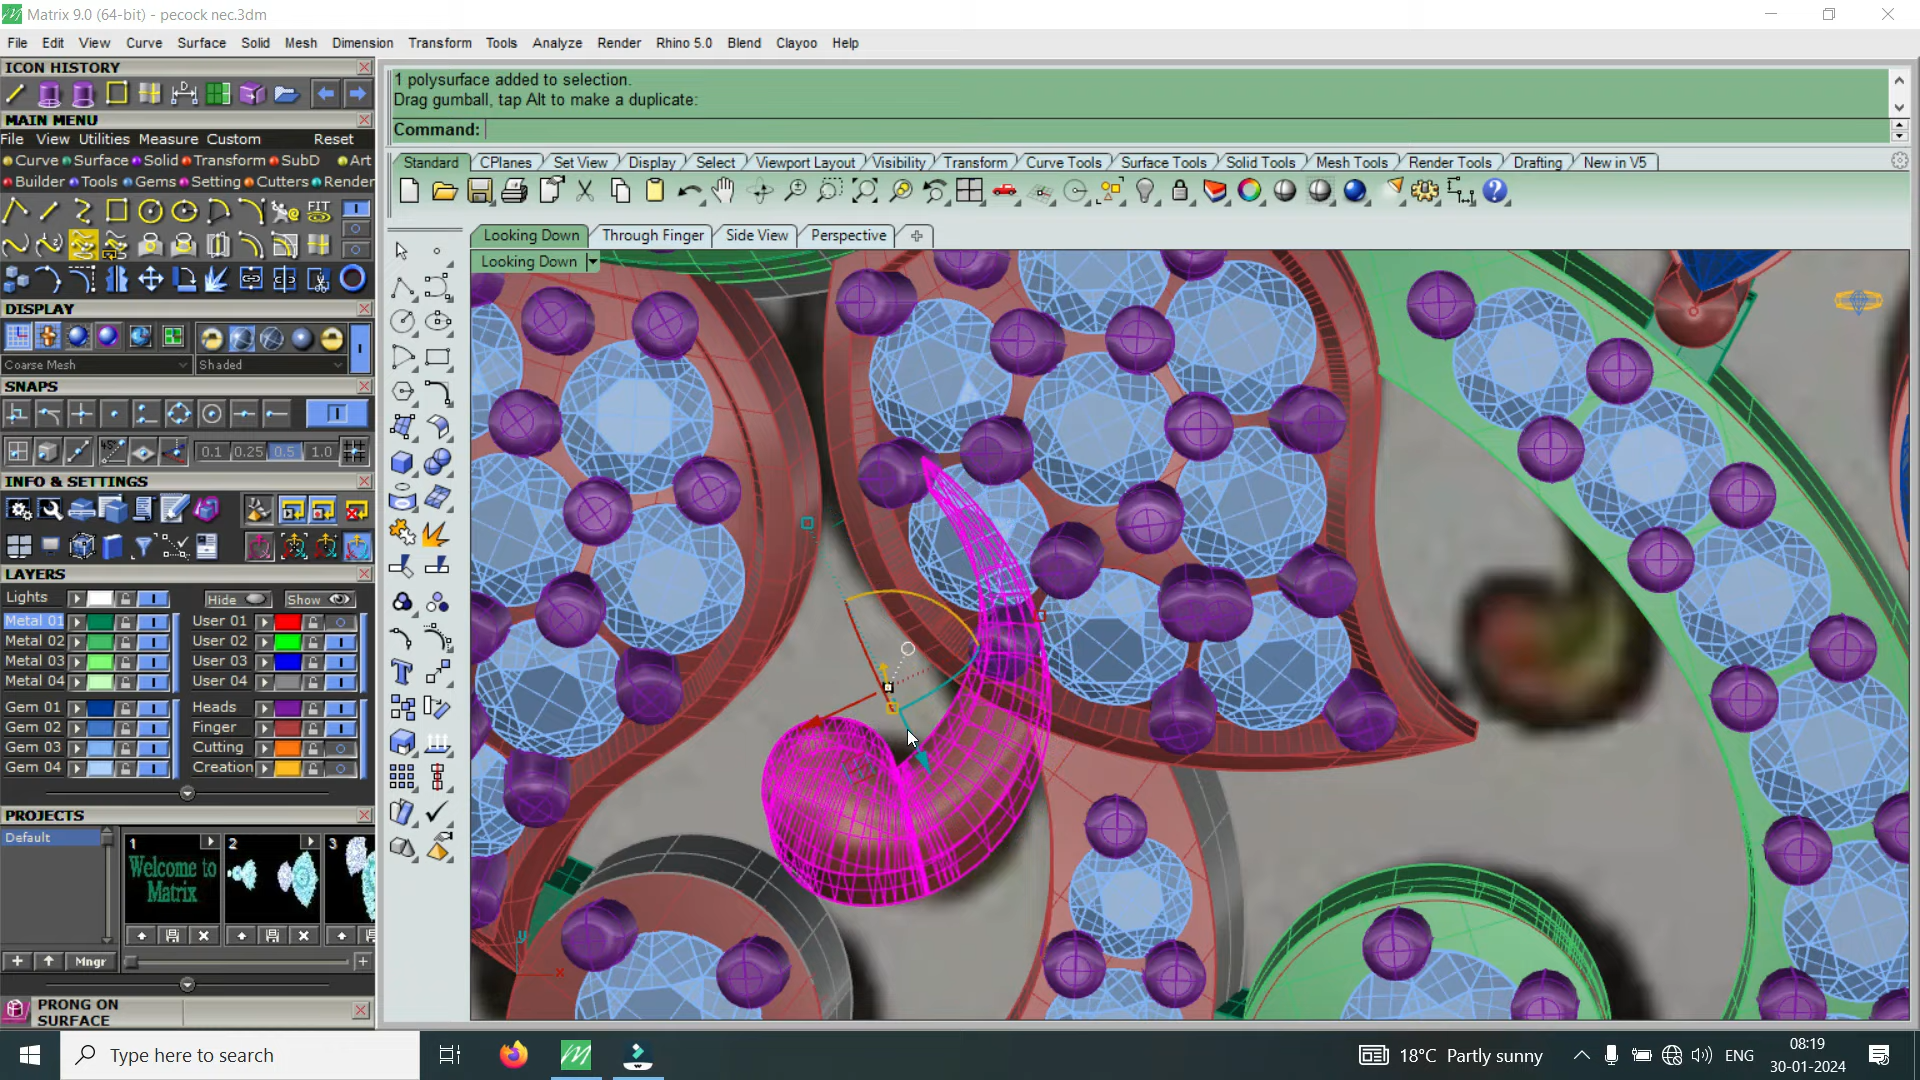 Matrix 9.0 (64-bit) - pecock nec.3dm
File Edit View Curve Surface Solid Mesh Dimension Transform Tools Analyze Render Rhino 5.0 Blend Clayoo Help
ICON HISTORY
1 polysurface added to selection.
Drag gumball, tap Alt to make a duplicate:
Command:
MAIN MENU
File View Utilities Measure Custom Reset
Curve Surface Solid Transform SubD Art
Builder Tools Gems Setting Cutters Render
Standard CPlanes Set View Display Select Viewport Layout Visibility Transform Curve Tools Surface Tools Solid Tools Mesh Tools Render Tools Drafting New in V5
FIT
Looking Down Through Finger Side View Perspective
Looking Down
DISPLAY
Coarse Mesh Shaded
SNAPS
0.1 0.25 0.5 1.0
INFO & SETTINGS
LAYERS
Lights Hide Show
Metal 01 User 01
Metal 02 User 02
Metal 03 User 03
Metal 04 User 04
Gem 01 Heads
Gem 02 Finger
Gem 03 Cutting
Gem 04 Creation
PROJECTS
Default
1 2 3
Welcome to
Matrix
Mngr
PRONG ON
SURFACE
y
x
Type here to search
18°C Partly sunny
ENG
08:19
30-01-2024